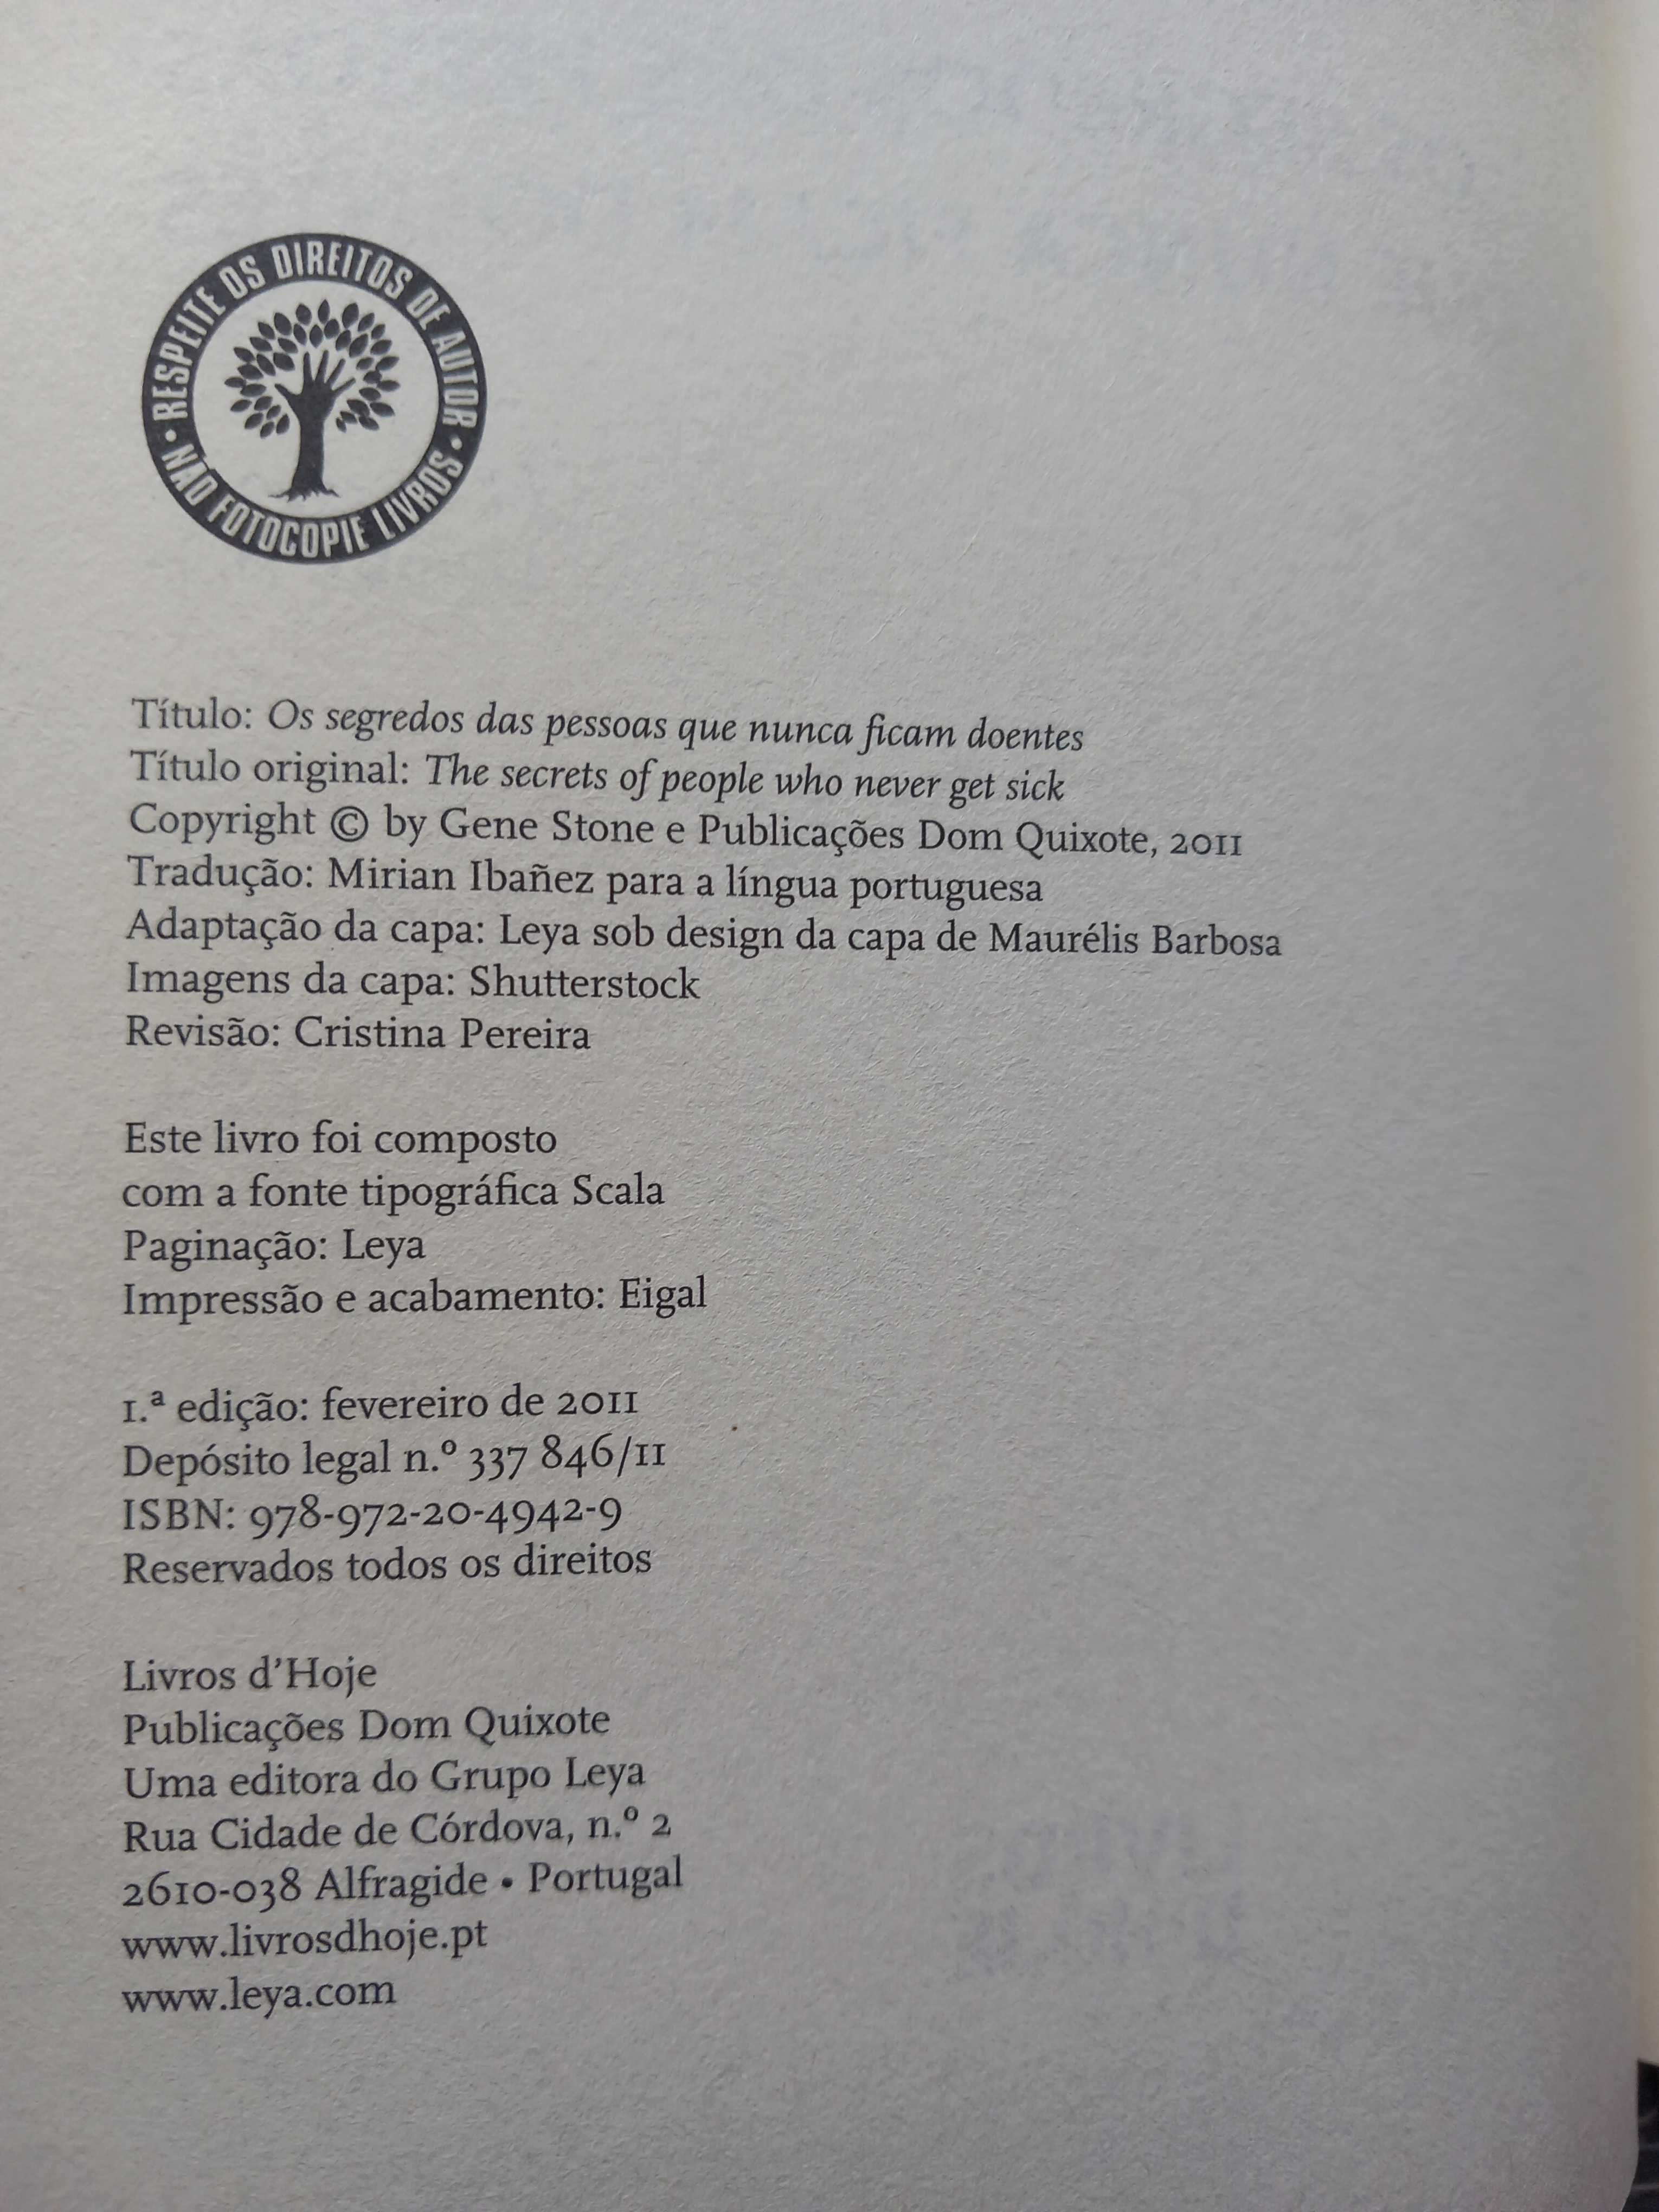 RESPEITE OS DIREITOS DE AUTOR •
NÃO FOTOCOPIE LIVROS •
Título: Os segredos das pessoas que nunca ficam doentes
Título original: The secrets of people who never get sick
Copyright © by Gene Stone e Publicações Dom Quixote, 2011
Tradução: Mirian Ibañez para a língua portuguesa
Adaptação da capa: Leya sob design da capa de Maurélis Barbosa
Imagens da capa: Shutterstock
Revisão: Cristina Pereira
Este livro foi composto
com a fonte tipográfica Scala
Paginação: Leya
Impressão e acabamento: Eigal
1.ª edição: fevereiro de 2011
Depósito legal n.º 337 846/11
ISBN: 978-972-20-4942-9
Reservados todos os direitos
Livros d’Hoje
Publicações Dom Quixote
Uma editora do Grupo Leya
Rua Cidade de Córdova, n.º 2
2610-038 Alfragide • Portugal
www.livrosdhoje.pt
www.leya.com